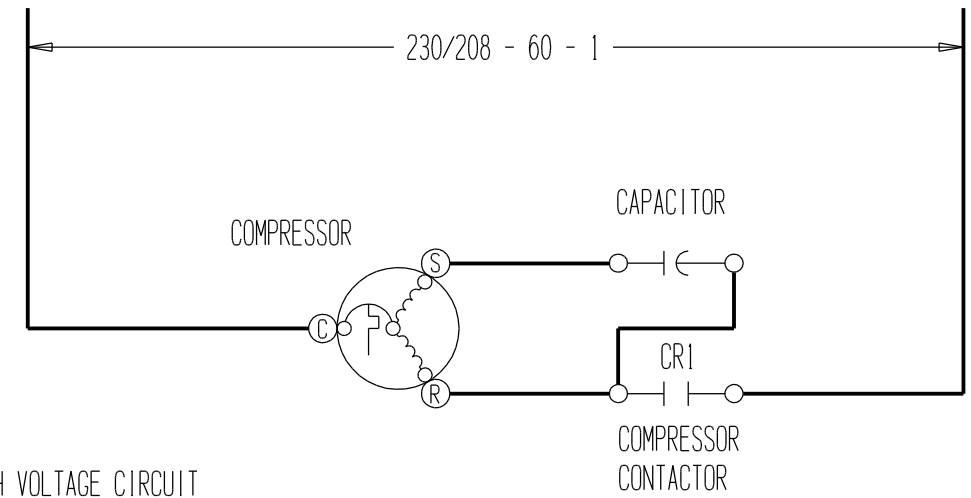 230/208 - 60 - 1
CAPACITOR
COMPRESSOR
S
C
CR1
R
COMPRESSOR
CONTACTOR
VOLTAGE CIRCUIT